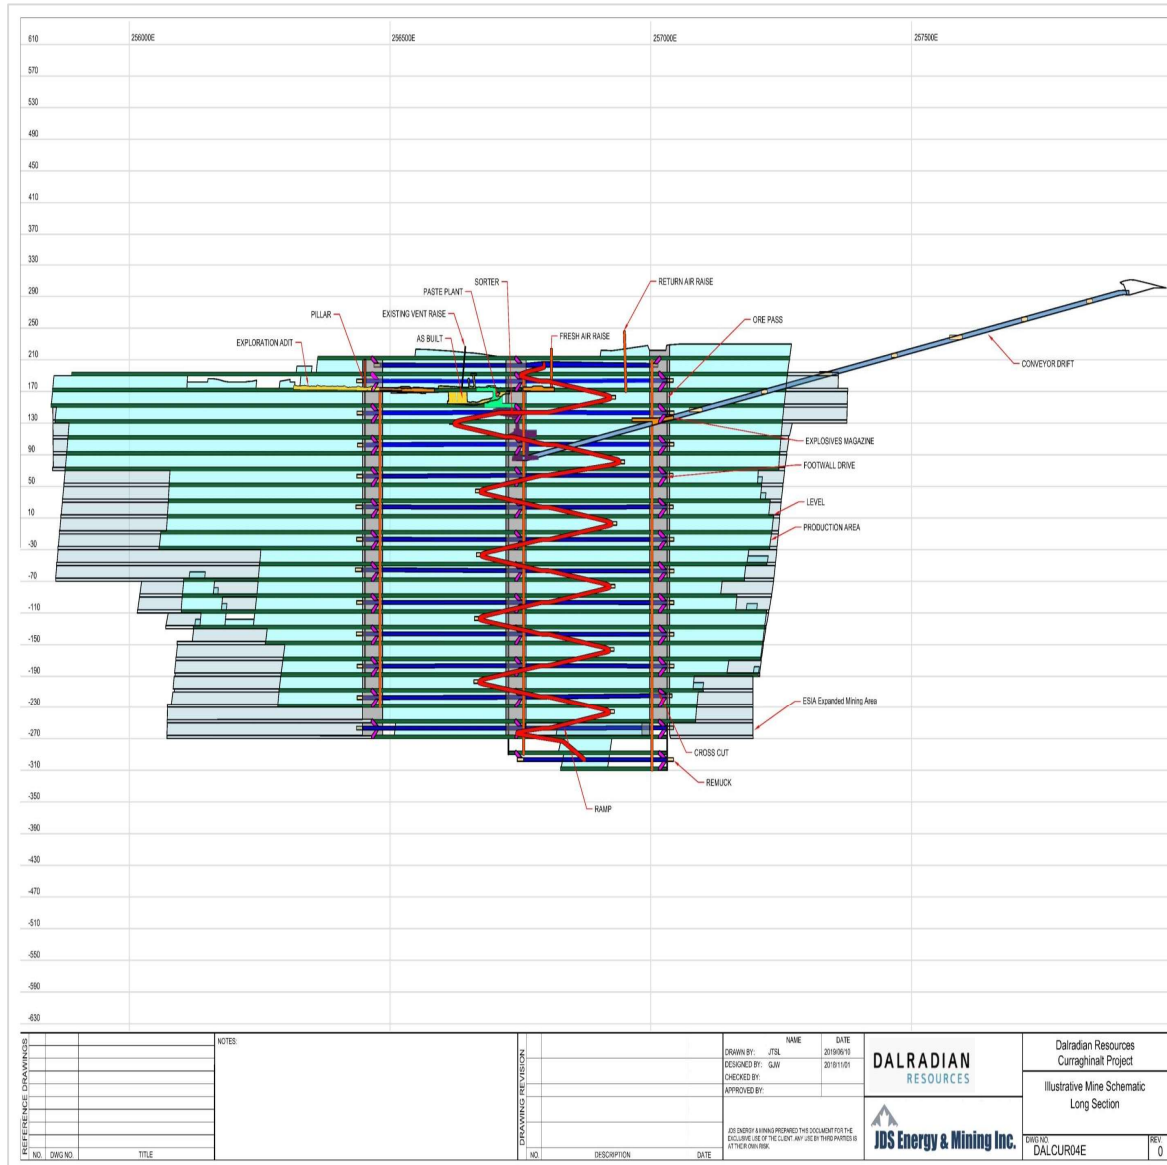 256000E 256500E 257000E 257500E
610
570
530
490
450
410
370
330
290
250
210
170
130
90
50
10
-30
-70
-110
-150
-190
-230
-270
-310
-350
-390
-430
-470
-510
-550
-590
-630
SORTER
RETURN AIR RAISE
PASTE PLANT
PILLAR
EXISTING VENT RAISE
ORE PASS
AS BUILT
FRESH AIR RAISE
EXPLORATION ADIT
CONVEYOR DRIFT
EXPLOSIVES MAGAZINE
FOOTWALL DRIVE
LEVEL
PRODUCTION AREA
ESIA Expanded Mining Area
CROSS CUT
REMUCK
RAMP
REFERENCE DRAWINGS
NO. DWG NO. TITLE
NOTES:
DRAWING REVISION
NO. DESCRIPTION DATE
NAME DATE
DRAWN BY: JTSL 2019/06/10
DESIGNED BY: GJW 2018/11/01
CHECKED BY:
APPROVED BY:
JDS ENERGY & MINING PREPARED THIS DOCUMENT FOR THE
EXCLUSIVE USE OF THE CLIENT. ANY USE BY THIRD PARTIES IS
AT THEIR OWN RISK.
DALRADIAN
RESOURCES
JDS Energy & Mining Inc.
Dalradian Resources
Curraghinalt Project
Illustrative Mine Schematic
Long Section
DWG NO. REV.
DALCUR04E 0